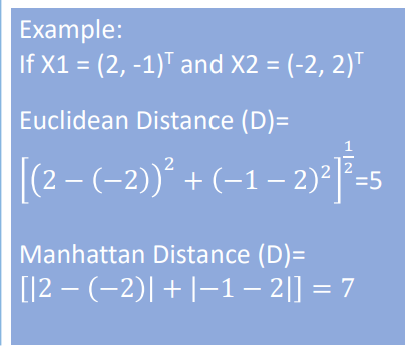 Example:
If X1 = (2, -1)ᵀ and X2 = (-2, 2)ᵀ
Euclidean Distance (D)=
[(2 − (−2))² + (−1 − 2)²]^(1/2)=5
Manhattan Distance (D)=
[|2 − (−2)| + |−1 − 2|] = 7